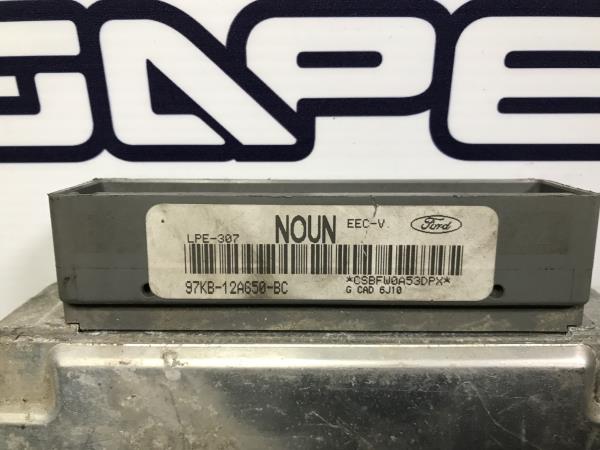 GAPE
LPE-307 NOUN EEC-V Ford
97KB-12A650-BC *CSBFW0A53DPX*
G CAD 6J10